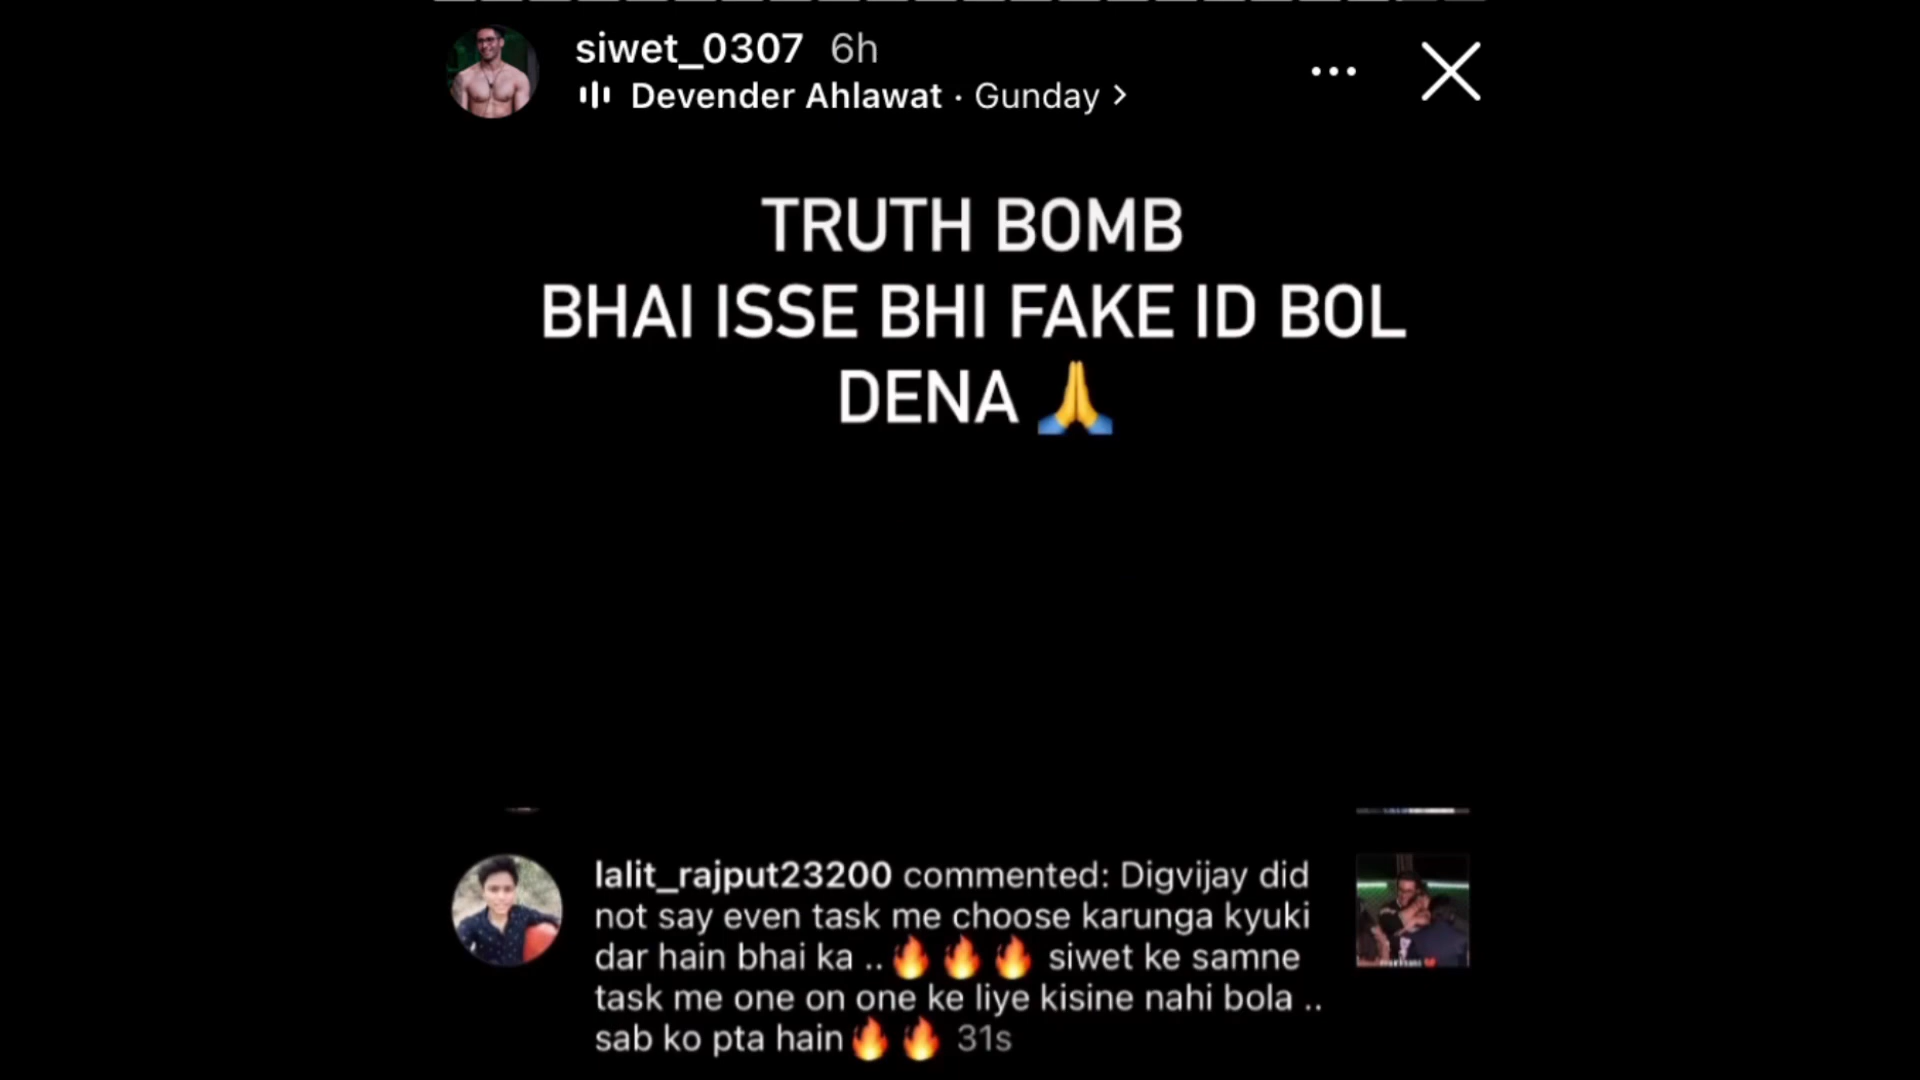 siwet_0307 6h
Devender Ahlawat · Gunday >
TRUTH BOMB
BHAI ISSE BHI FAKE ID BOL
DENA 🙏
lalit_rajput23200 commented: Digvijay did
not say even task me choose karunga kyuki
dar hain bhai ka ..🔥🔥🔥 siwet ke samne
task me one on one ke liye kisine nahi bola ..
sab ko pta hain🔥🔥 31s